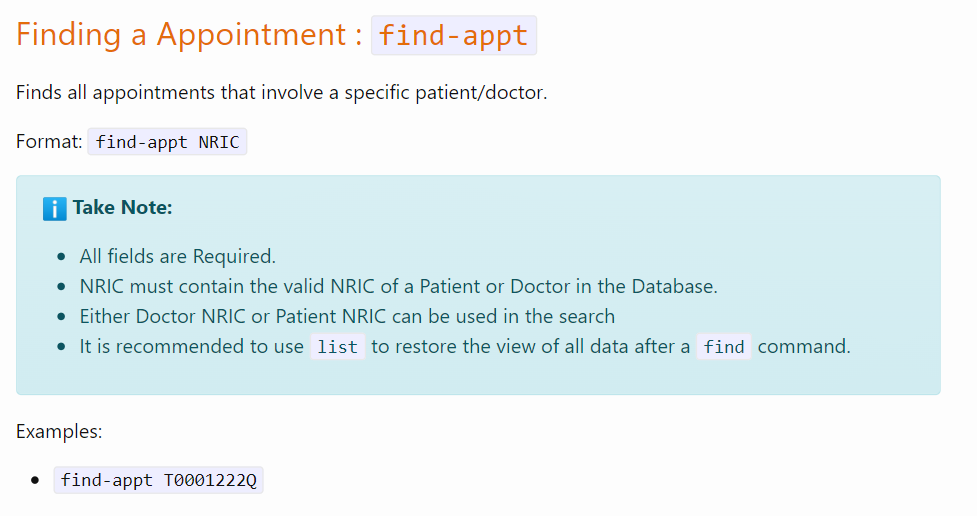 Finding a Appointment : find-appt
Finds all appointments that involve a specific patient/doctor.
Format: find-appt NRIC
Take Note:
All fields are Required.
NRIC must contain the valid NRIC of a Patient or Doctor in the Database.
Either Doctor NRIC or Patient NRIC can be used in the search
It is recommended to use list to restore the view of all data after a find command.
Examples:
find-appt T0001222Q